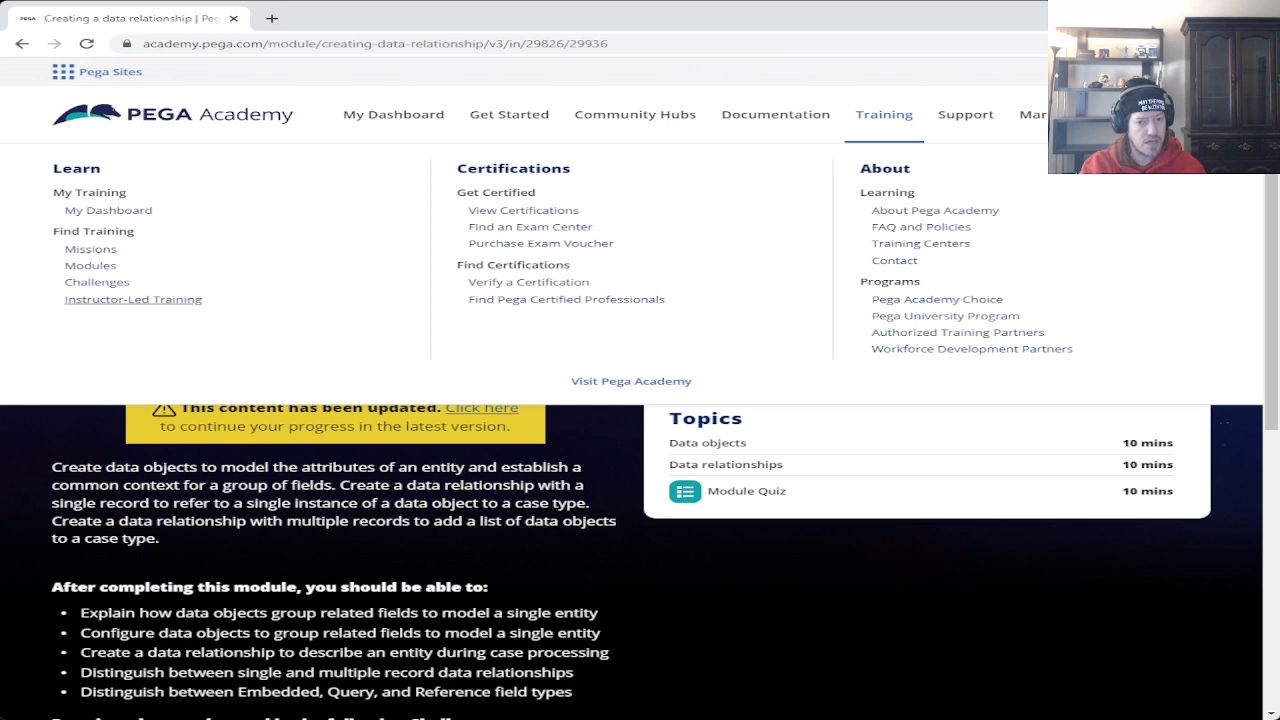 Creating a data relationship | Peg
academy.pega.com/module/creating-data-relationship/v3/in/29826/29936
Pega Sites
PEGA Academy
My Dashboard
Get Started
Community Hubs
Documentation
Training
Support
Mar
Learn
My Training
My Dashboard
Find Training
Missions
Modules
Challenges
Instructor-Led Training
Certifications
Get Certified
View Certifications
Find an Exam Center
Purchase Exam Voucher
Find Certifications
Verify a Certification
Find Pega Certified Professionals
About
Learning
About Pega Academy
FAQ and Policies
Training Centers
Contact
Programs
Pega Academy Choice
Pega University Program
Authorized Training Partners
Workforce Development Partners
Visit Pega Academy
This content has been updated. Click here
to continue your progress in the latest version.
Create data objects to model the attributes of an entity and establish a
common context for a group of fields. Create a data relationship with a
single record to refer to a single instance of a data object to a case type.
Create a data relationship with multiple records to add a list of data objects
to a case type.
After completing this module, you should be able to:
• Explain how data objects group related fields to model a single entity
• Configure data objects to group related fields to model a single entity
• Create a data relationship to describe an entity during case processing
• Distinguish between single and multiple record data relationships
• Distinguish between Embedded, Query, and Reference field types
Topics
Data objects 10 mins
Data relationships 10 mins
Module Quiz 10 mins